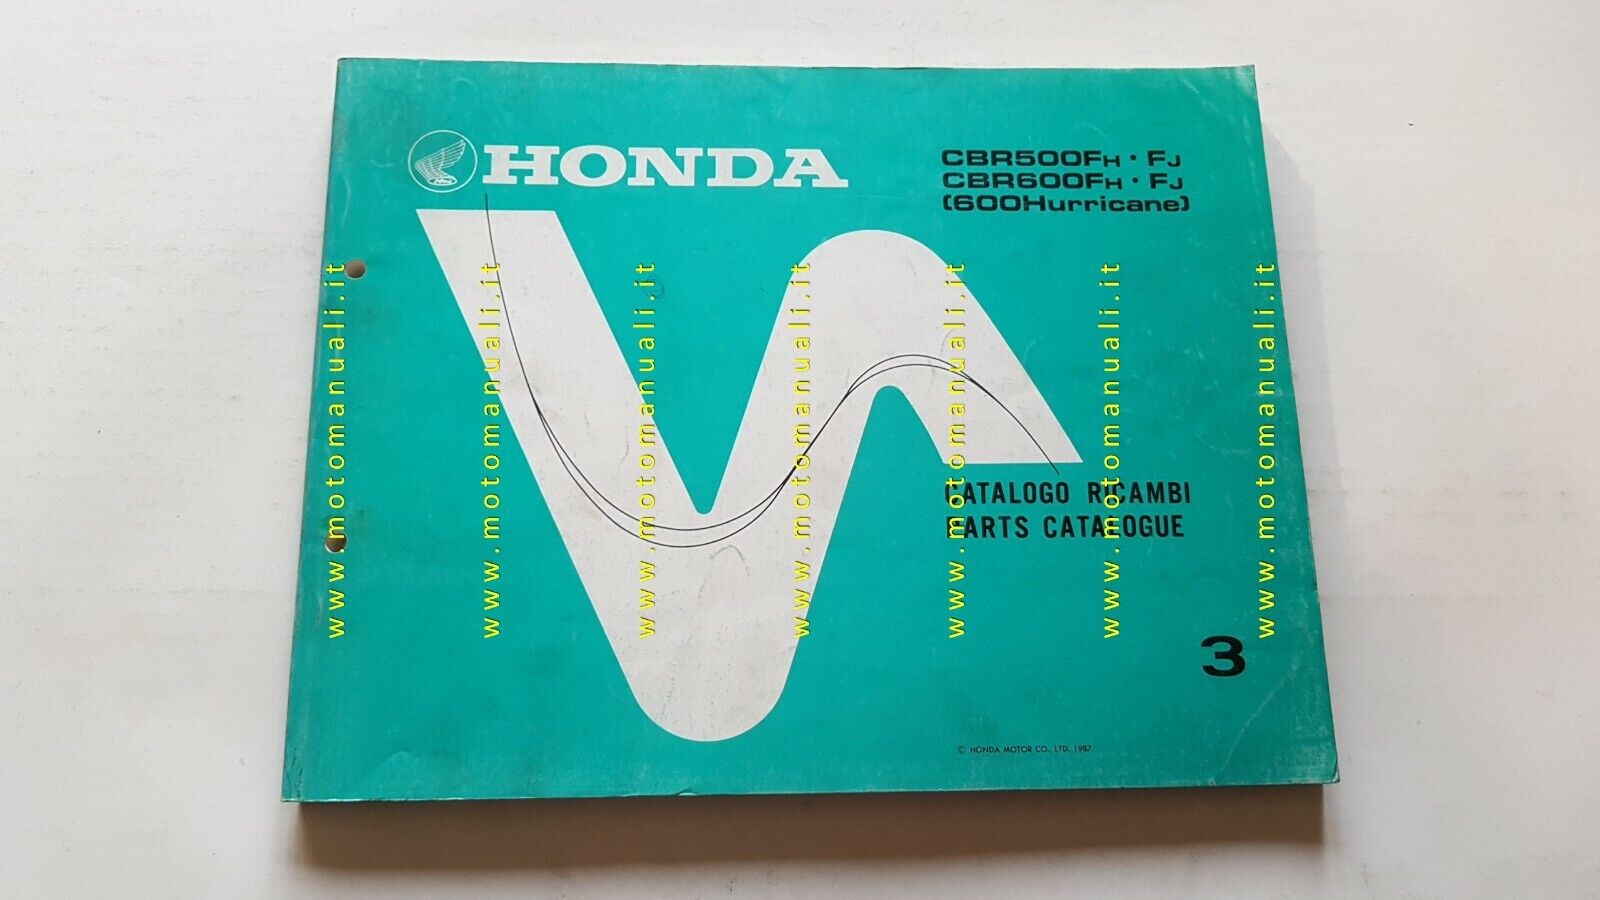 HONDA
CBR500FH · FJ
CBR600FH · FJ
(600Hurricane)
www.motomanuali.it
www.motomanuali.it
www.motomanuali.it
www.motomanuali.it
www.motomanuali.it
www.motomanuali.it
www.motomanuali.it
CATALOGO RICAMBI
PARTS CATALOGUE
3
© HONDA MOTOR CO., LTD. 1987